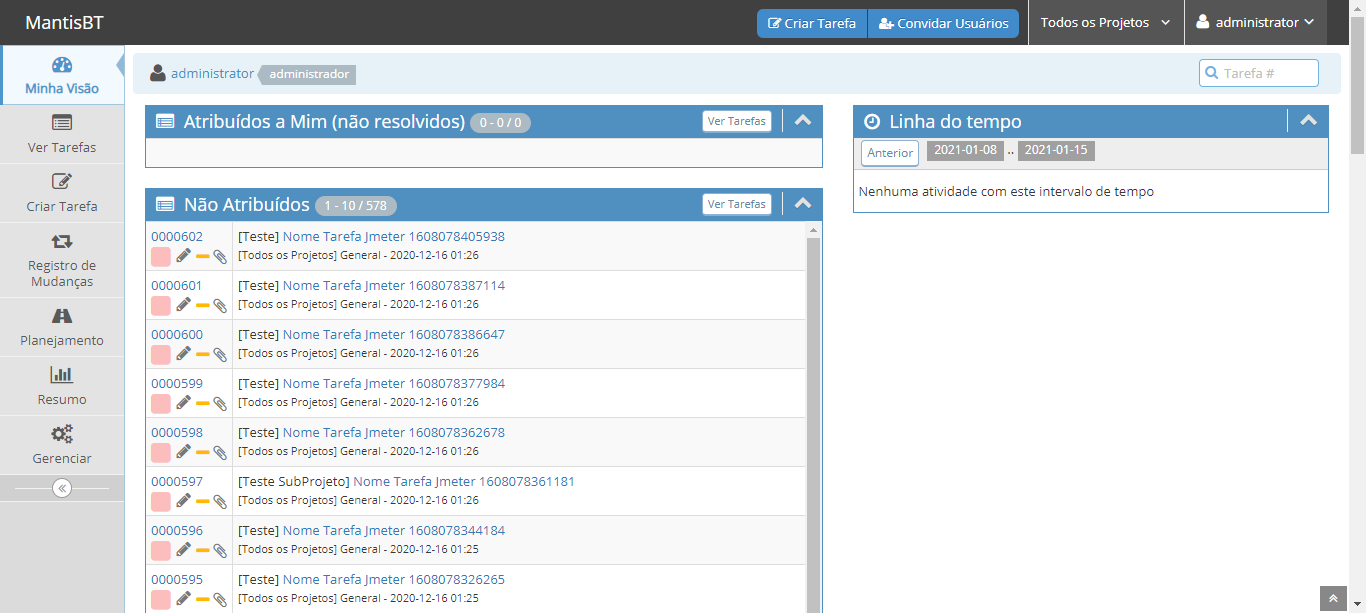 MantisBT
Criar Tarefa
Convidar Usuários
Todos os Projetos
administrator
Minha Visão
Ver Tarefas
Criar Tarefa
Registro de
Mudanças
Planejamento
Resumo
Gerenciar
administrator administrador
Tarefa #
Atribuídos a Mim (não resolvidos) 0 - 0 / 0
Ver Tarefas
Não Atribuídos 1 - 10 / 578
Ver Tarefas
0000602 [Teste] Nome Tarefa Jmeter 1608078405938
[Todos os Projetos] General - 2020-12-16 01:26
0000601 [Teste] Nome Tarefa Jmeter 1608078387114
[Todos os Projetos] General - 2020-12-16 01:26
0000600 [Teste] Nome Tarefa Jmeter 1608078386647
[Todos os Projetos] General - 2020-12-16 01:26
0000599 [Teste] Nome Tarefa Jmeter 1608078377984
[Todos os Projetos] General - 2020-12-16 01:26
0000598 [Teste] Nome Tarefa Jmeter 1608078362678
[Todos os Projetos] General - 2020-12-16 01:26
0000597 [Teste SubProjeto] Nome Tarefa Jmeter 1608078361181
[Todos os Projetos] General - 2020-12-16 01:26
0000596 [Teste] Nome Tarefa Jmeter 1608078344184
[Todos os Projetos] General - 2020-12-16 01:25
0000595 [Teste] Nome Tarefa Jmeter 1608078326265
[Todos os Projetos] General - 2020-12-16 01:25
Linha do tempo
Anterior 2021-01-08 .. 2021-01-15
Nenhuma atividade com este intervalo de tempo